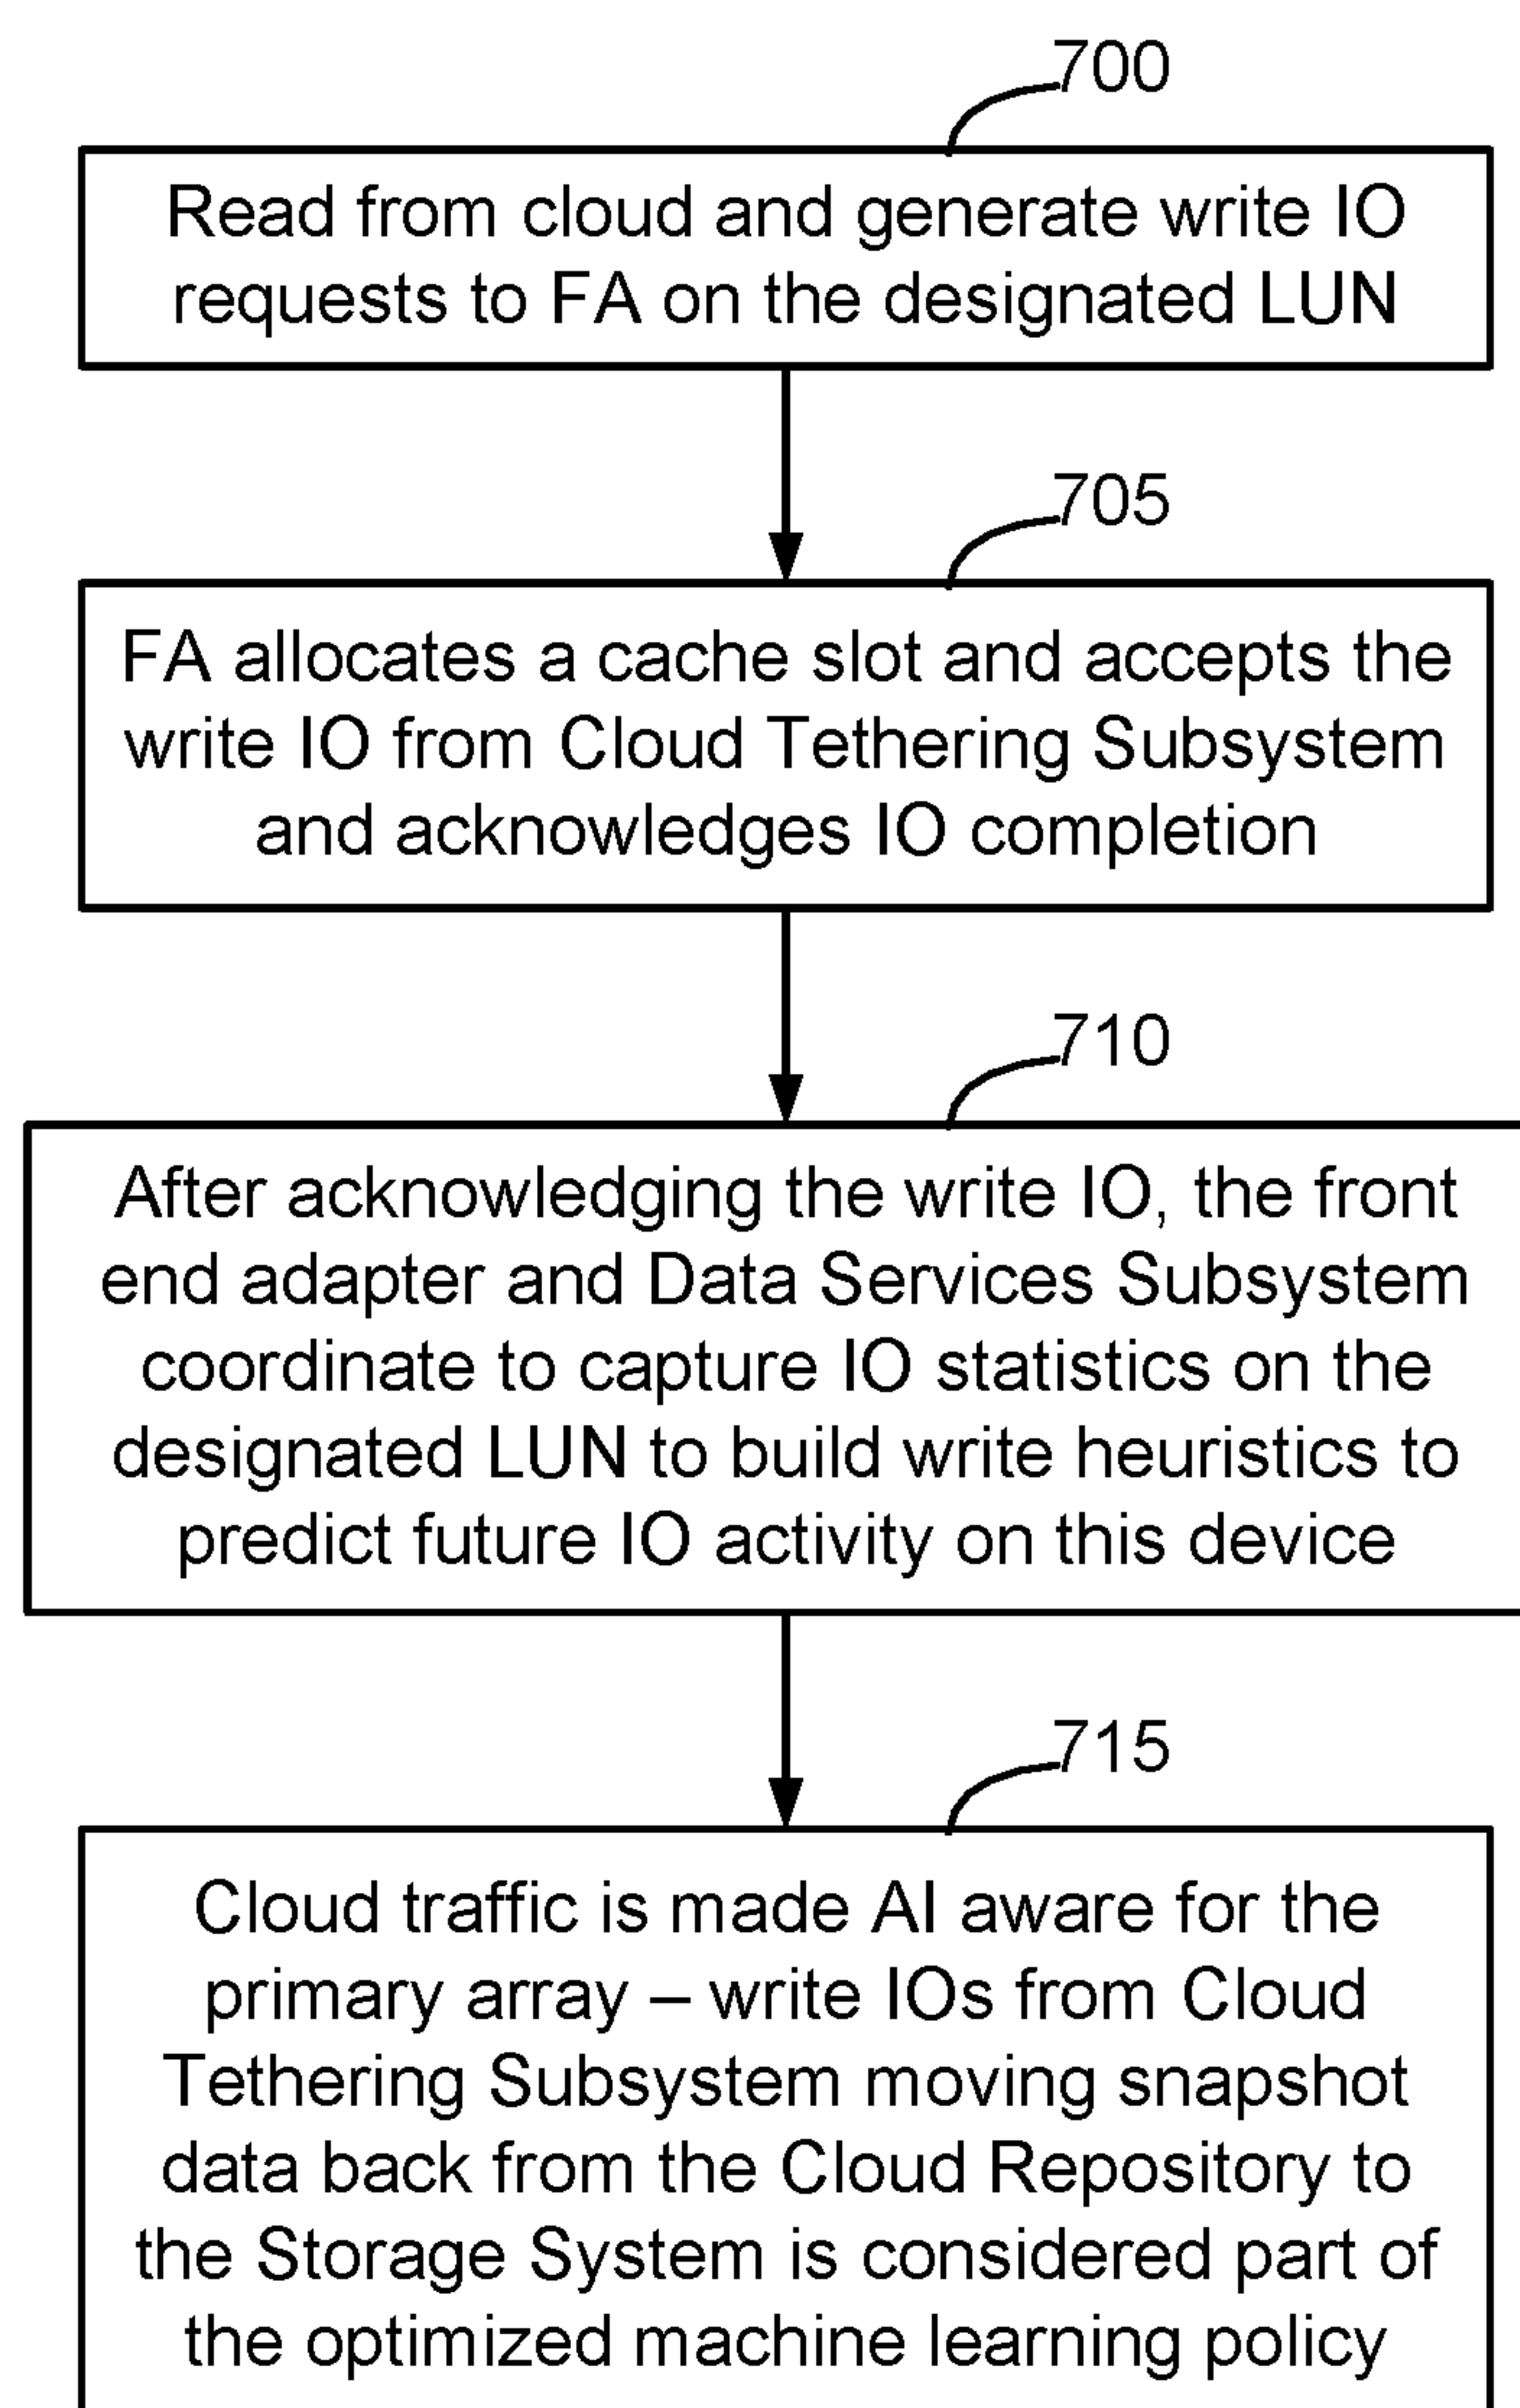 700
Read from cloud and generate write IO
requests to FA on the designated LUN
705
FA allocates a cache slot and accepts the
write IO from Cloud Tethering Subsystem
and acknowledges IO completion
710
After acknowledging the write IO, the front
end adapter and Data Services Subsystem
coordinate to capture IO statistics on the
designated LUN to build write heuristics to
predict future IO activity on this device
715
Cloud traffic is made AI aware for the
primary array – write IOs from Cloud
Tethering Subsystem moving snapshot
data back from the Cloud Repository to
the Storage System is considered part of
the optimized machine learning policy